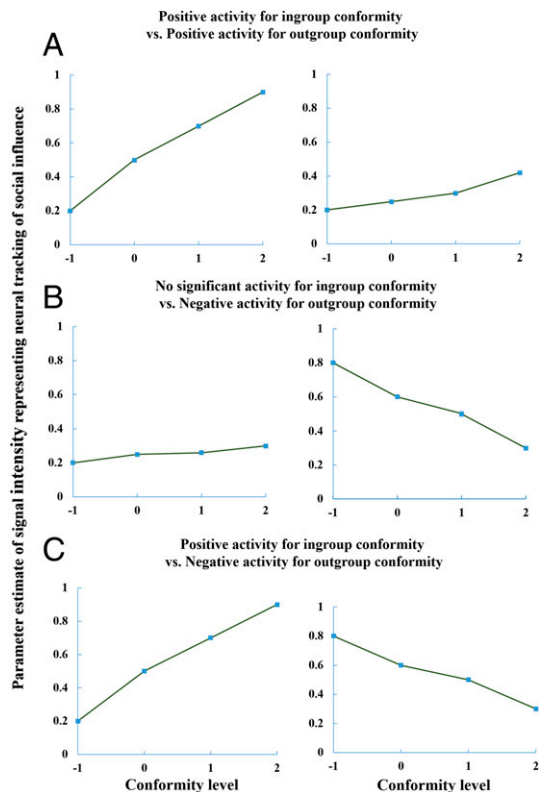 Positive activity for ingroup conformity
vs. Positive activity for outgroup conformity
A
Parameter estimate of signal intensity representing neural tracking of social influence
1
0.8
0.6
0.4
0.2
0
-1 0 1 2
1
0.8
0.6
0.4
0.2
0
-1 0 1 2
No significant activity for ingroup conformity
vs. Negative activity for outgroup conformity
B
1
0.8
0.6
0.4
0.2
0
-1 0 1 2
1
0.8
0.6
0.4
0.2
0
-1 0 1 2
C
Positive activity for ingroup conformity
vs. Negative activity for outgroup conformity
1
0.8
0.6
0.4
0.2
0
-1 0 1 2
Conformity level
1
0.8
0.6
0.4
0.2
0
-1 0 1 2
Conformity level